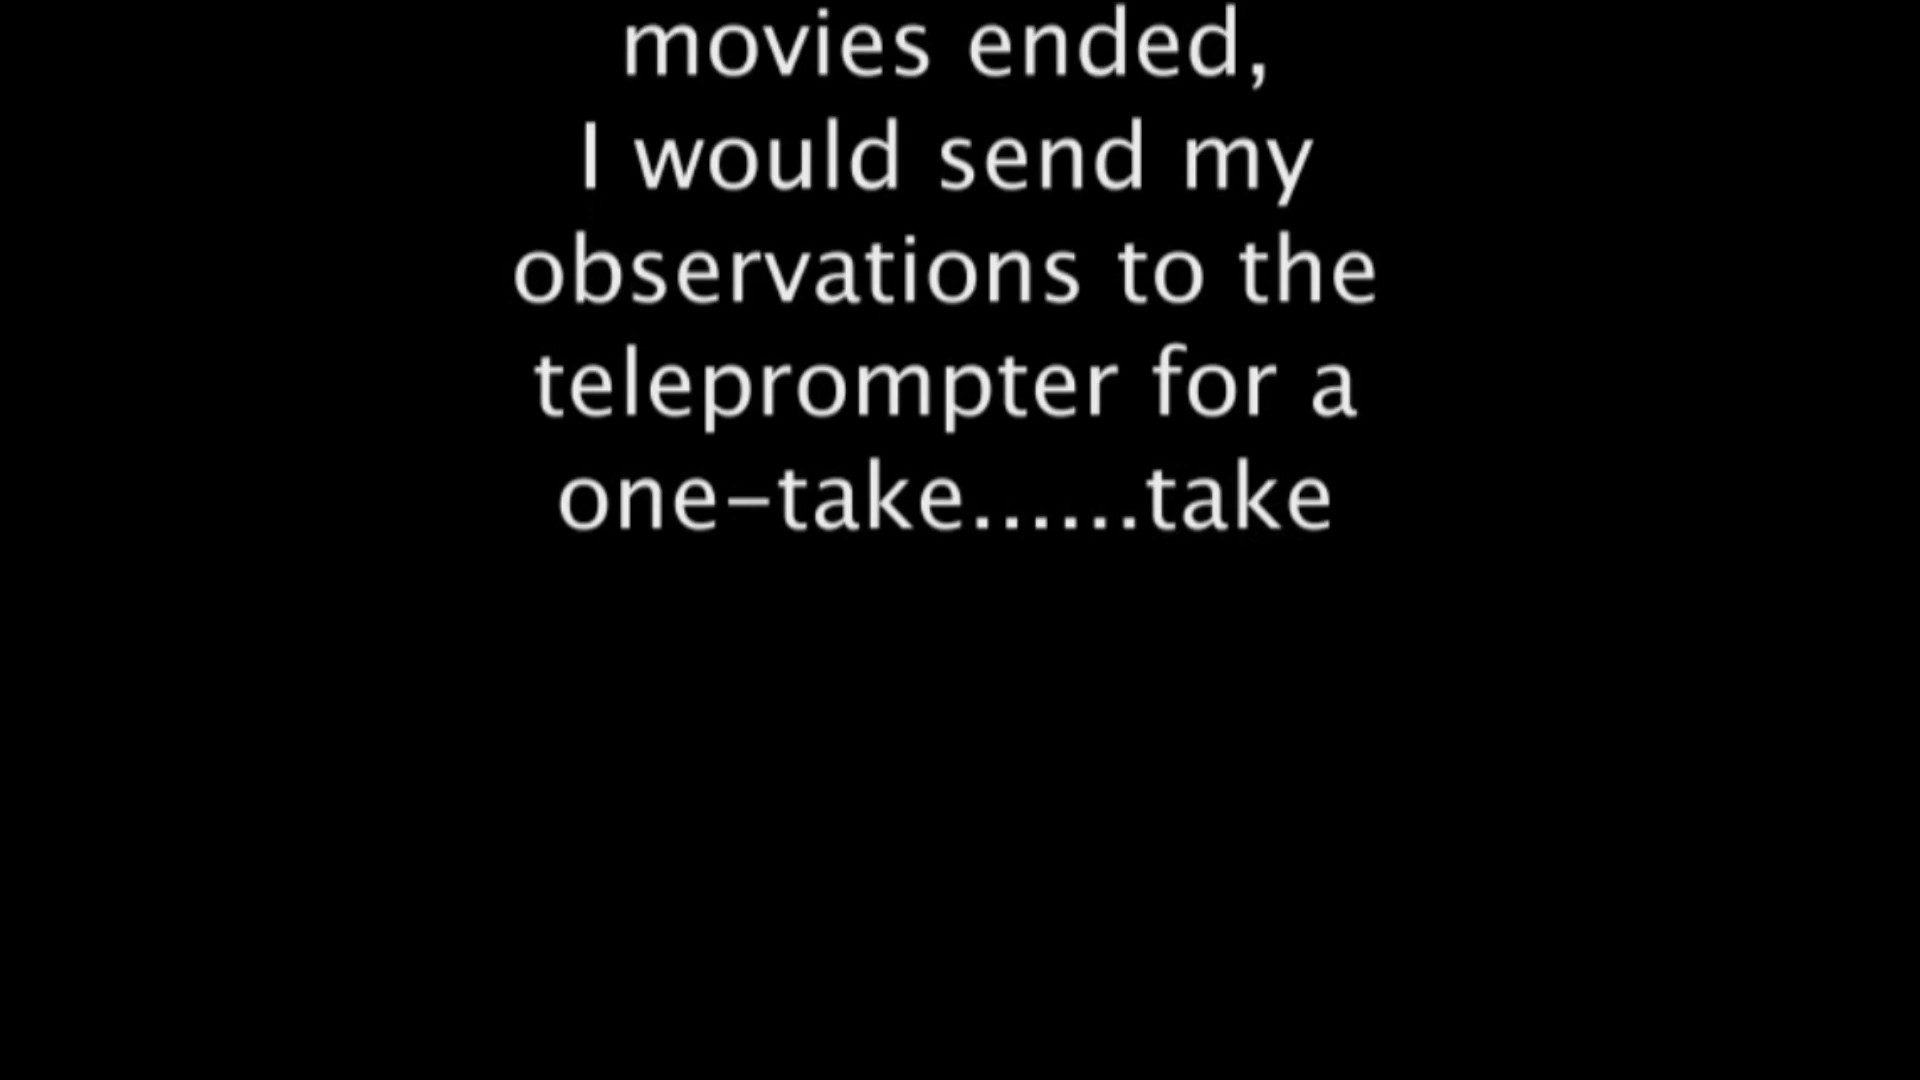 movies ended,
I would send my
observations to the
teleprompter for a
one-take......take